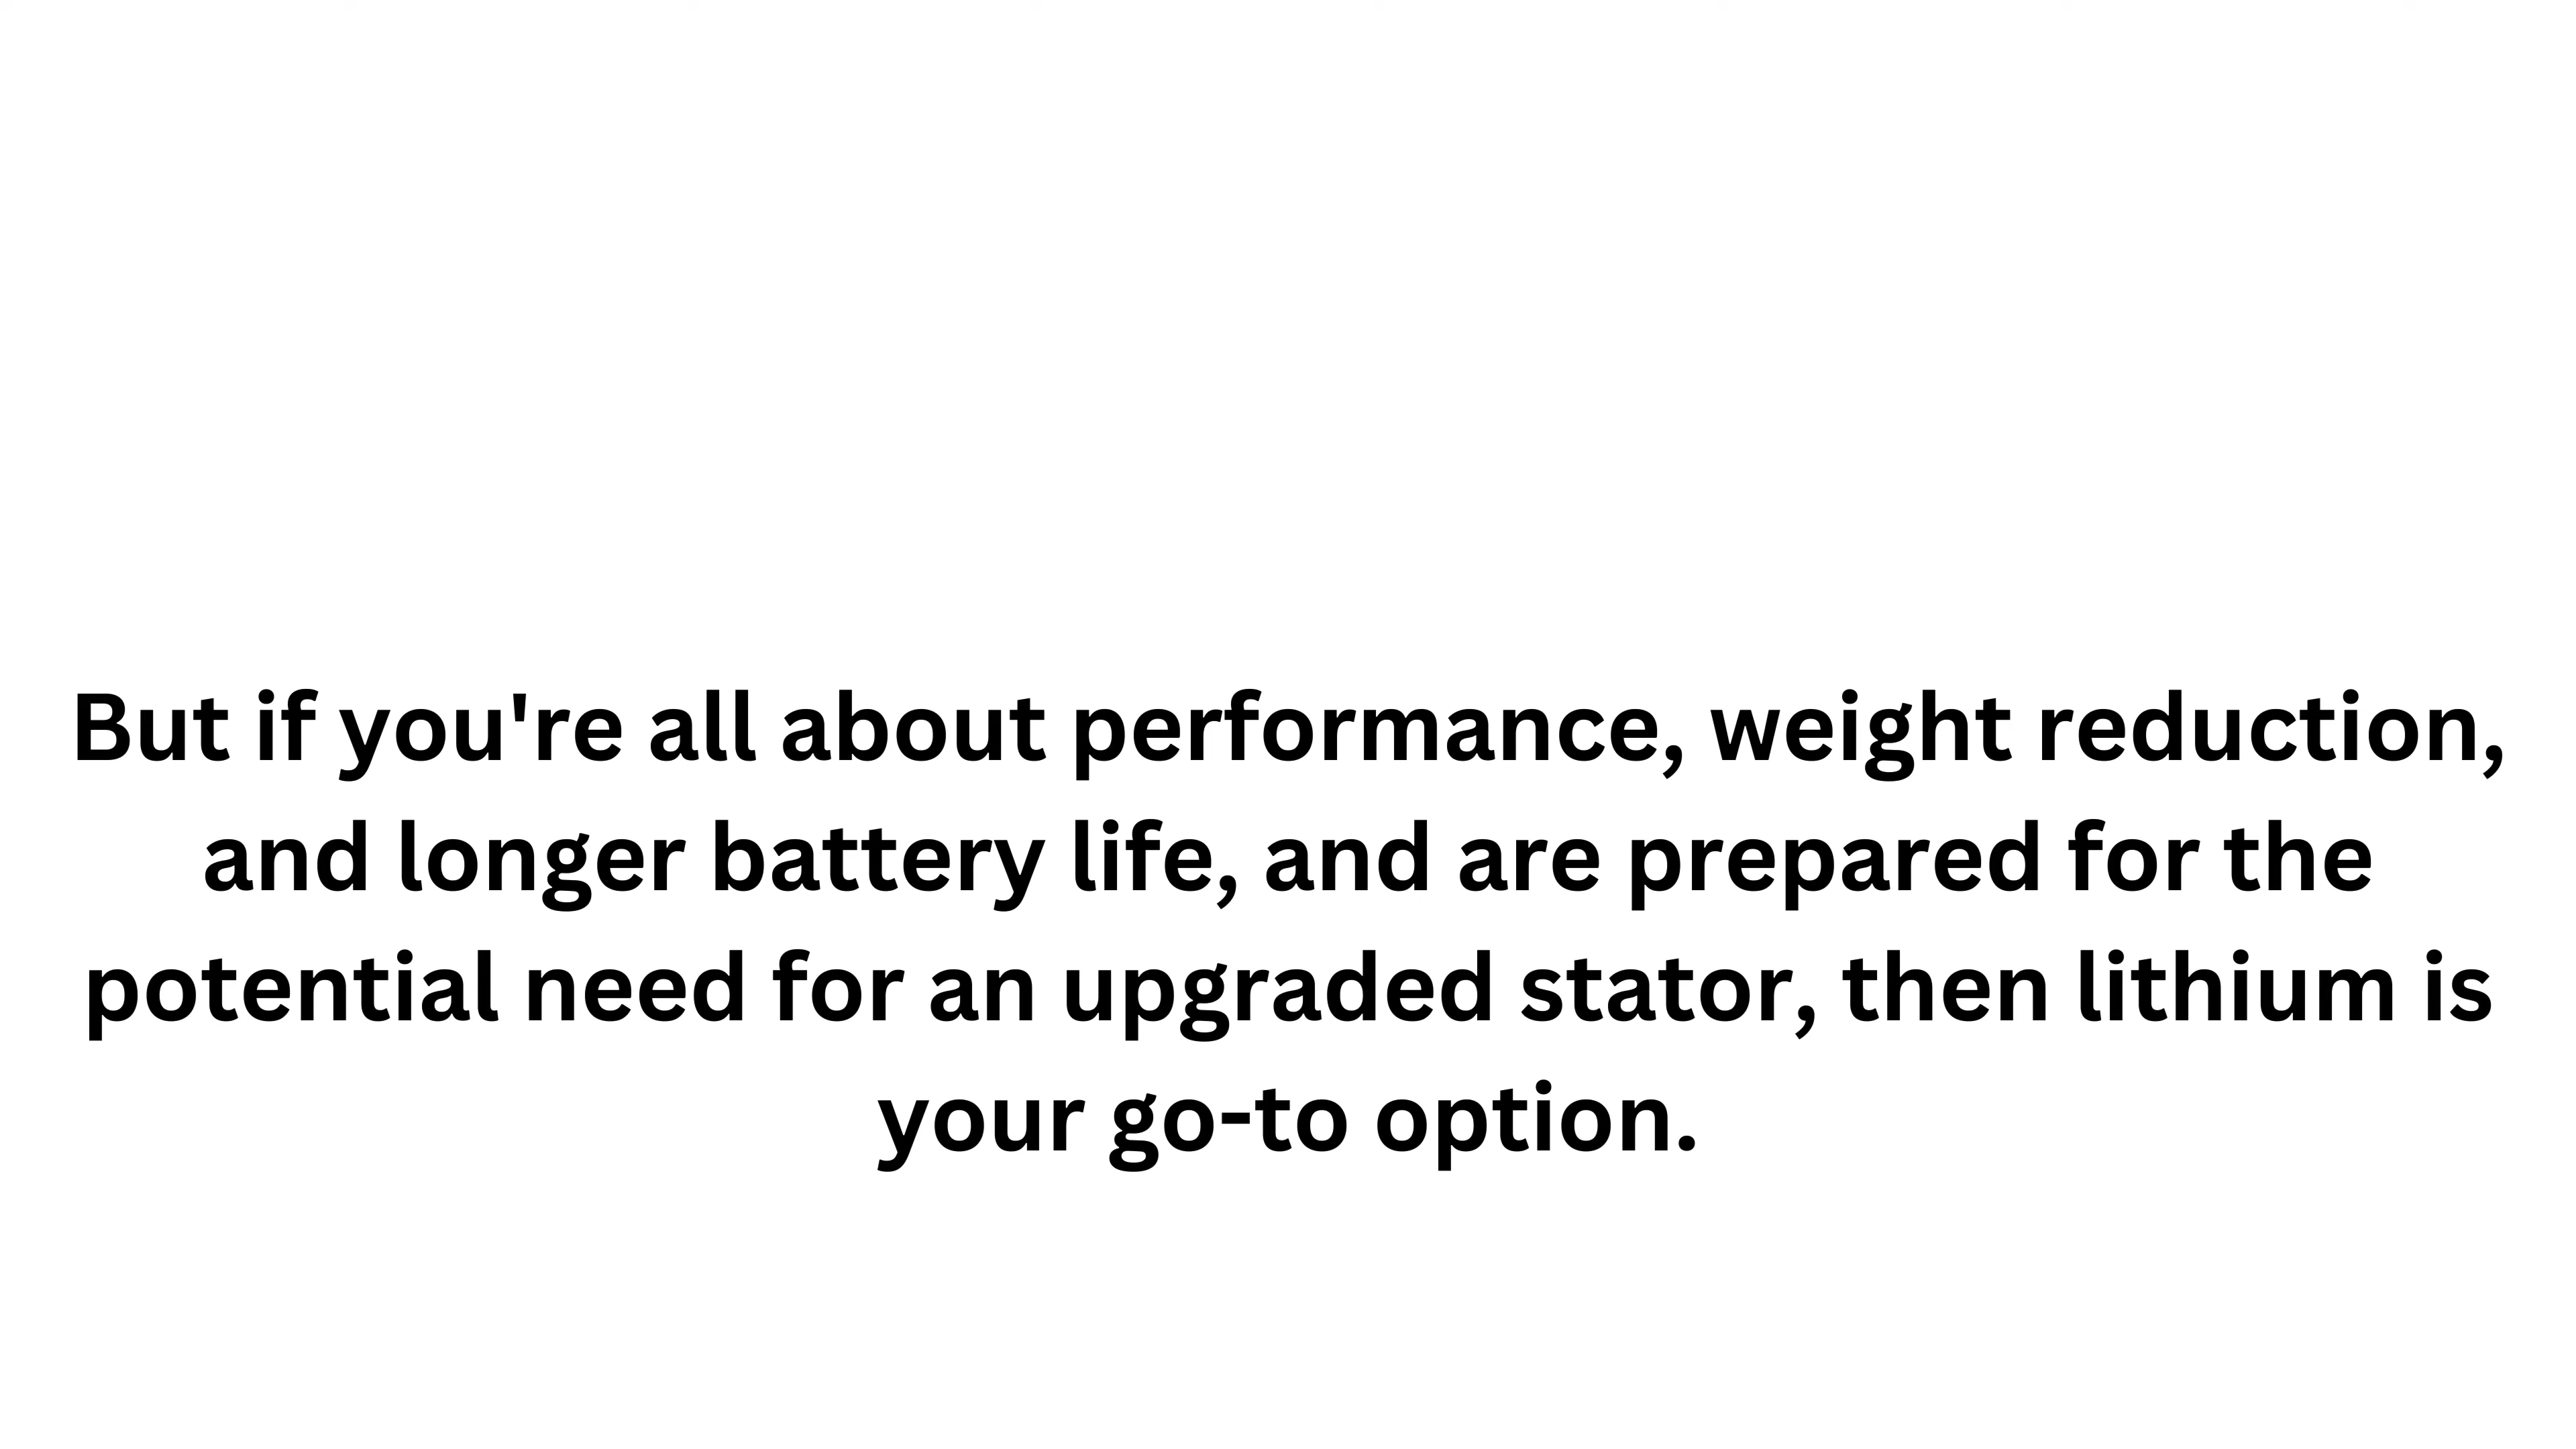 But if you're all about performance, weight reduction,
and longer battery life, and are prepared for the
potential need for an upgraded stator, then lithium is
your go-to option.